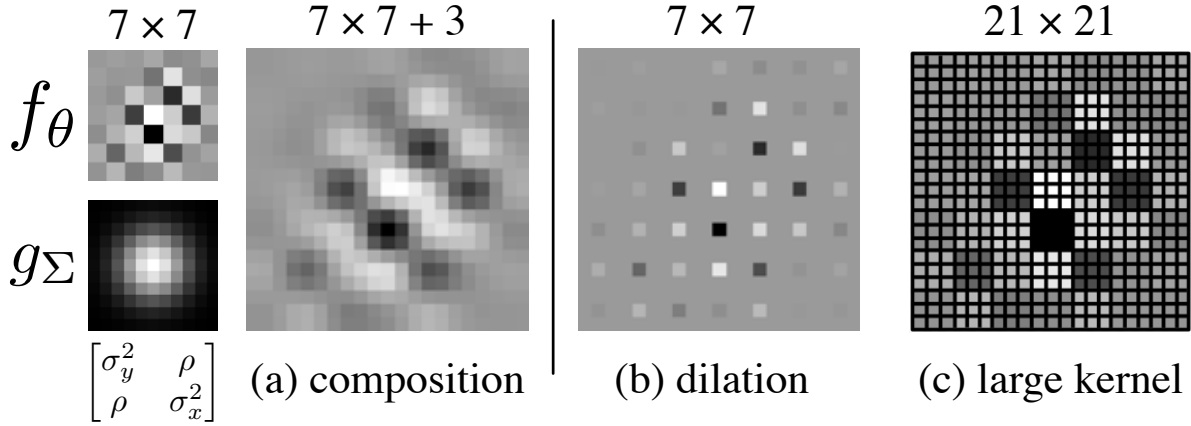 7 × 7
7 × 7 + 3
7 × 7
21 × 21
f_θ
g_Σ
[σ_y^2 ρ
ρ σ_x^2]
(a) composition
(b) dilation
(c) large kernel